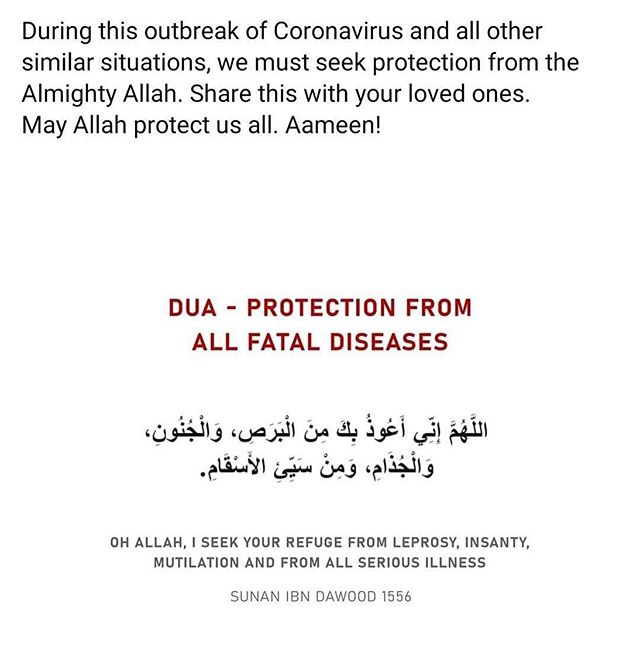 During this outbreak of Coronavirus and all other
similar situations, we must seek protection from the
Almighty Allah. Share this with your loved ones.
May Allah protect us all. Aameen!
DUA - PROTECTION FROM
ALL FATAL DISEASES
اللَّهُمَّ إِنِّي أَعُوذُ بِكَ مِنَ الْبَرَصِ، وَالْجُنُونِ،
وَالْجُذَامِ، وَمِنْ سَيِّئِ الأَسْقَامِ.
OH ALLAH, I SEEK YOUR REFUGE FROM LEPROSY, INSANTY,
MUTILATION AND FROM ALL SERIOUS ILLNESS
SUNAN IBN DAWOOD 1556